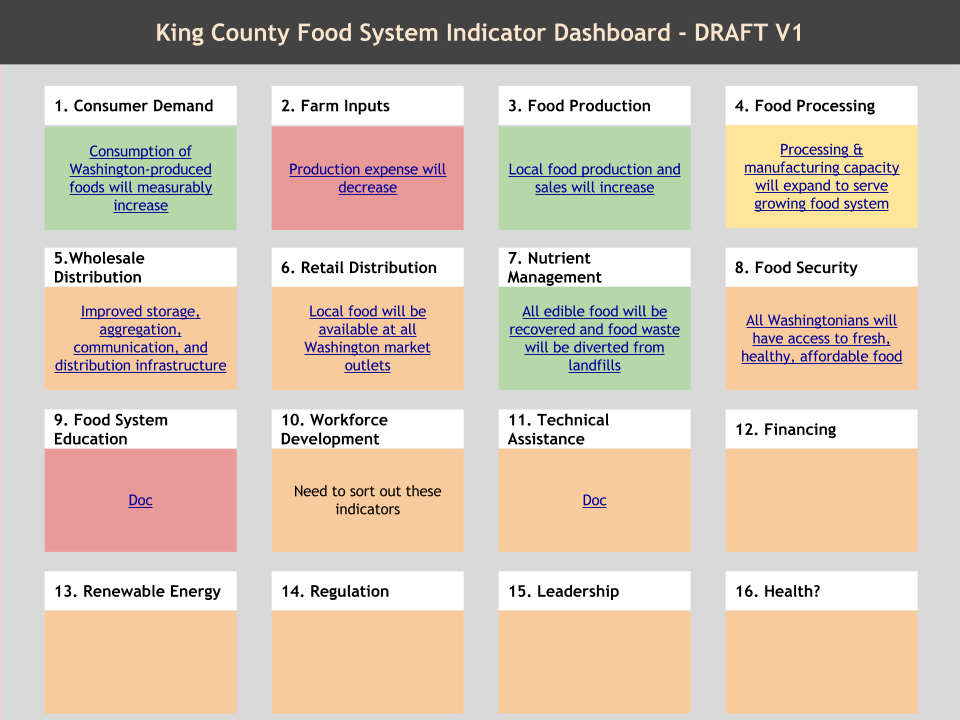 King County Food System Indicator Dashboard - DRAFT V1
1. Consumer Demand
Consumption of
Washington-produced
foods will measurably
increase
2. Farm Inputs
Production expense will
decrease
3. Food Production
Local food production and
sales will increase
4. Food Processing
Processing &
manufacturing capacity
will expand to serve
growing food system
5.Wholesale
Distribution
Improved storage,
aggregation,
communication, and
distribution infrastructure
6. Retail Distribution
Local food will be
available at all
Washington market
outlets
7. Nutrient
Management
All edible food will be
recovered and food waste
will be diverted from
landfills
8. Food Security
All Washingtonians will
have access to fresh,
healthy, affordable food
9. Food System
Education
Doc
10. Workforce
Development
Need to sort out these
indicators
11. Technical
Assistance
Doc
12. Financing
13. Renewable Energy
14. Regulation
15. Leadership
16. Health?